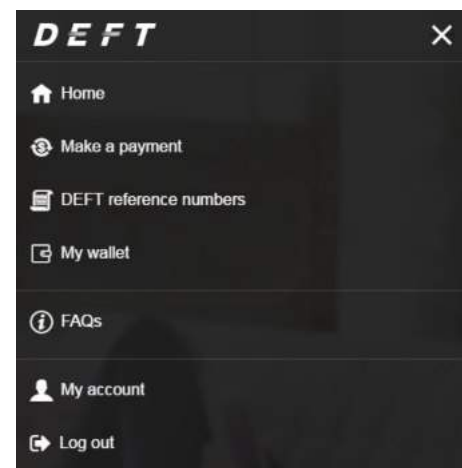 DEFT
Home
Make a payment
DEFT reference numbers
My wallet
FAQs
My account
Log out